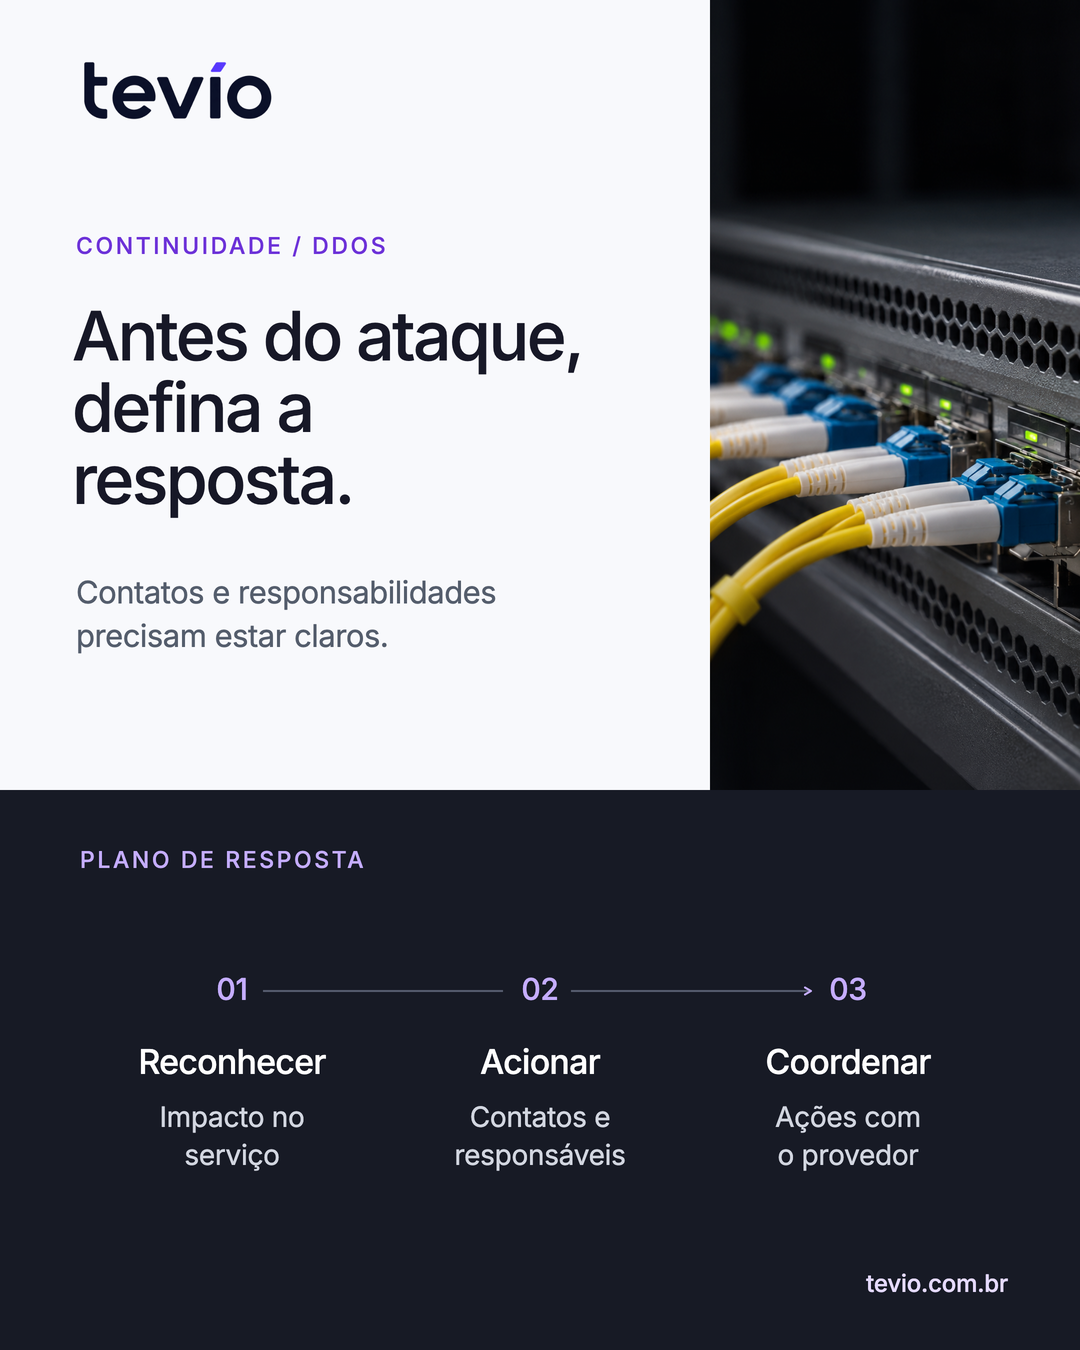 tevío
CONTINUIDADE / DDOS
Antes do ataque,
defina a
resposta.
Contatos e responsabilidades
precisam estar claros.
PLANO DE RESPOSTA
01
02
03
Reconhecer
Acionar
Coordenar
Impacto no
serviço
Contatos e
responsáveis
Ações com
o provedor
tevio.com.br